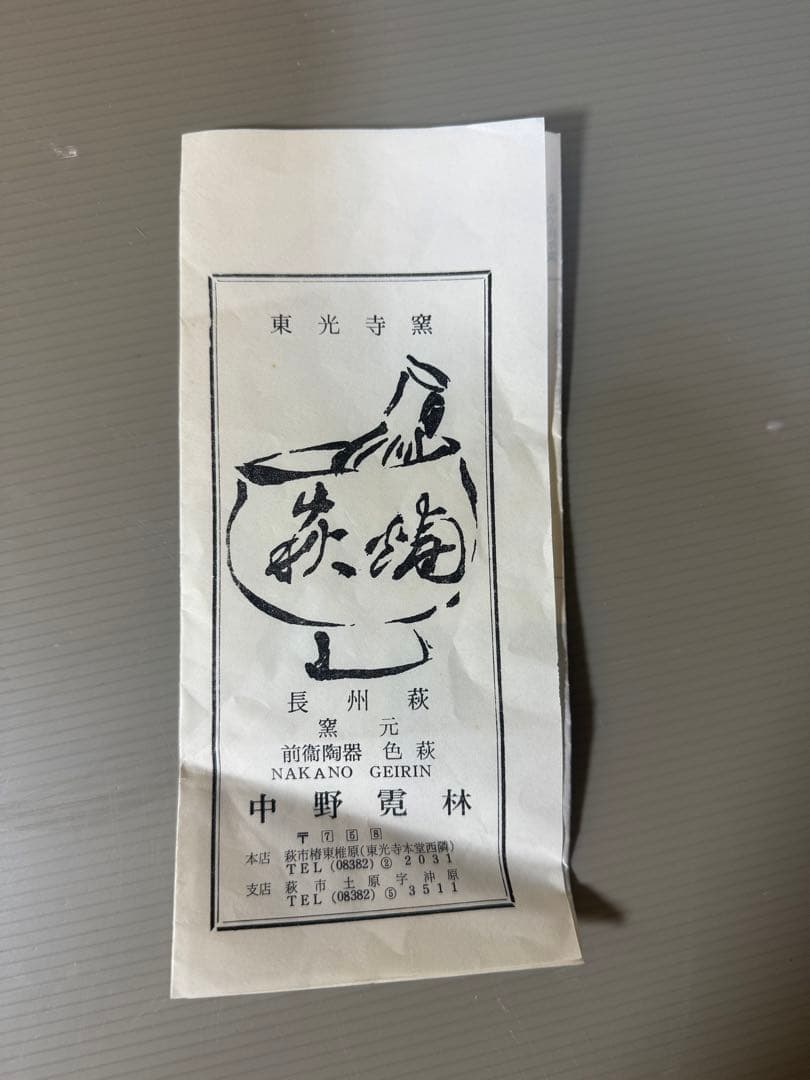 東光寺窯
萩焼
長州萩
窯元
前衞陶器 色萩
NAKANO GEIRIN
中野霓林
〒758
本店 萩市椿東椎原(東光寺本堂西隣)
TEL (08382) ② 2031
支店 萩市土原字沖原
TEL (08382) ⑤ 3511